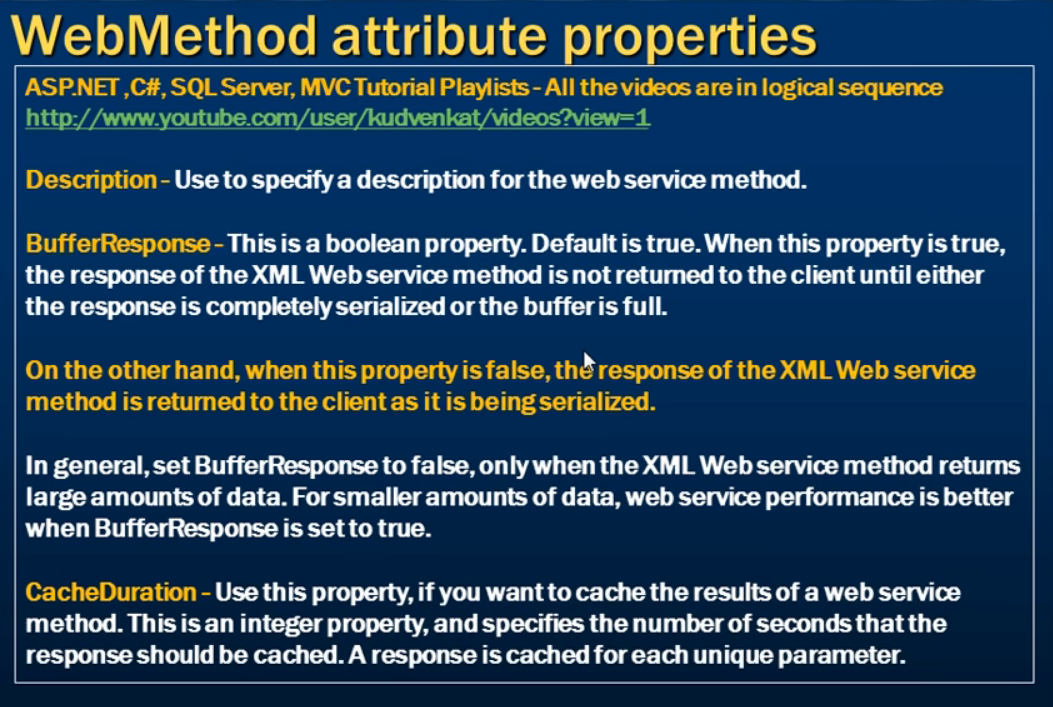 WebMethod attribute properties
ASP.NET ,C#, SQL Server, MVC Tutorial Playlists - All the videos are in logical sequence
http://www.youtube.com/user/kudvenkat/videos?view=1
Description - Use to specify a description for the web service method.
BufferResponse - This is a boolean property. Default is true. When this property is true,
the response of the XML Web service method is not returned to the client until either
the response is completely serialized or the buffer is full.
On the other hand, when this property is false, the response of the XML Web service
method is returned to the client as it is being serialized.
In general, set BufferResponse to false, only when the XML Web service method returns
large amounts of data. For smaller amounts of data, web service performance is better
when BufferResponse is set to true.
CacheDuration - Use this property, if you want to cache the results of a web service
method. This is an integer property, and specifies the number of seconds that the
response should be cached. A response is cached for each unique parameter.